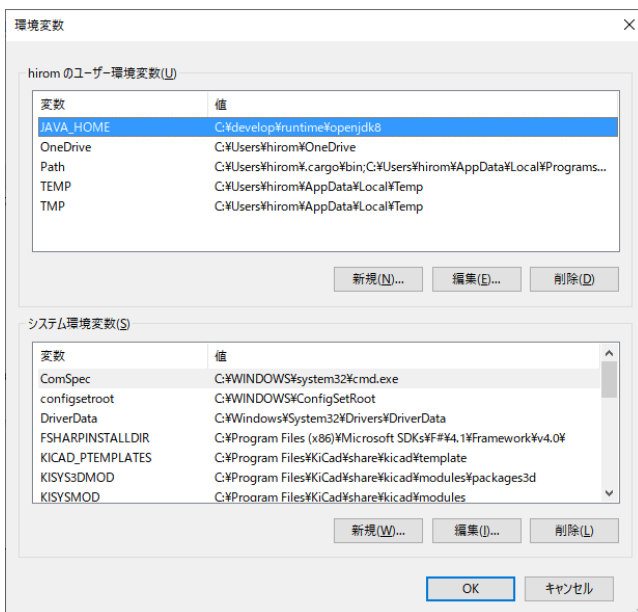 環境変数
hirom のユーザー環境変数(U)
変数 値
JAVA_HOME C:¥develop¥runtime¥openjdk8
OneDrive C:¥Users¥hirom¥OneDrive
Path C:¥Users¥hirom¥.cargo¥bin;C:¥Users¥hirom¥AppData¥Local¥Programs...
TEMP C:¥Users¥hirom¥AppData¥Local¥Temp
TMP C:¥Users¥hirom¥AppData¥Local¥Temp
新規(N)... 編集(E)... 削除(D)
システム環境変数(S)
変数 値
ComSpec C:¥WINDOWS¥system32¥cmd.exe
configsetroot C:¥WINDOWS¥ConfigSetRoot
DriverData C:¥Windows¥System32¥Drivers¥DriverData
FSHARPINSTALLDIR C:¥Program Files (x86)¥Microsoft SDKs¥F#¥4.1¥Framework¥v4.0¥
KICAD_PTEMPLATES C:¥Program Files¥KiCad¥share¥kicad¥template
KISYS3DMOD C:¥Program Files¥KiCad¥share¥kicad¥modules¥packages3d
KISYSMOD C:¥Program Files¥KiCad¥share¥kicad¥modules
新規(W)... 編集(I)... 削除(L)
OK キャンセル